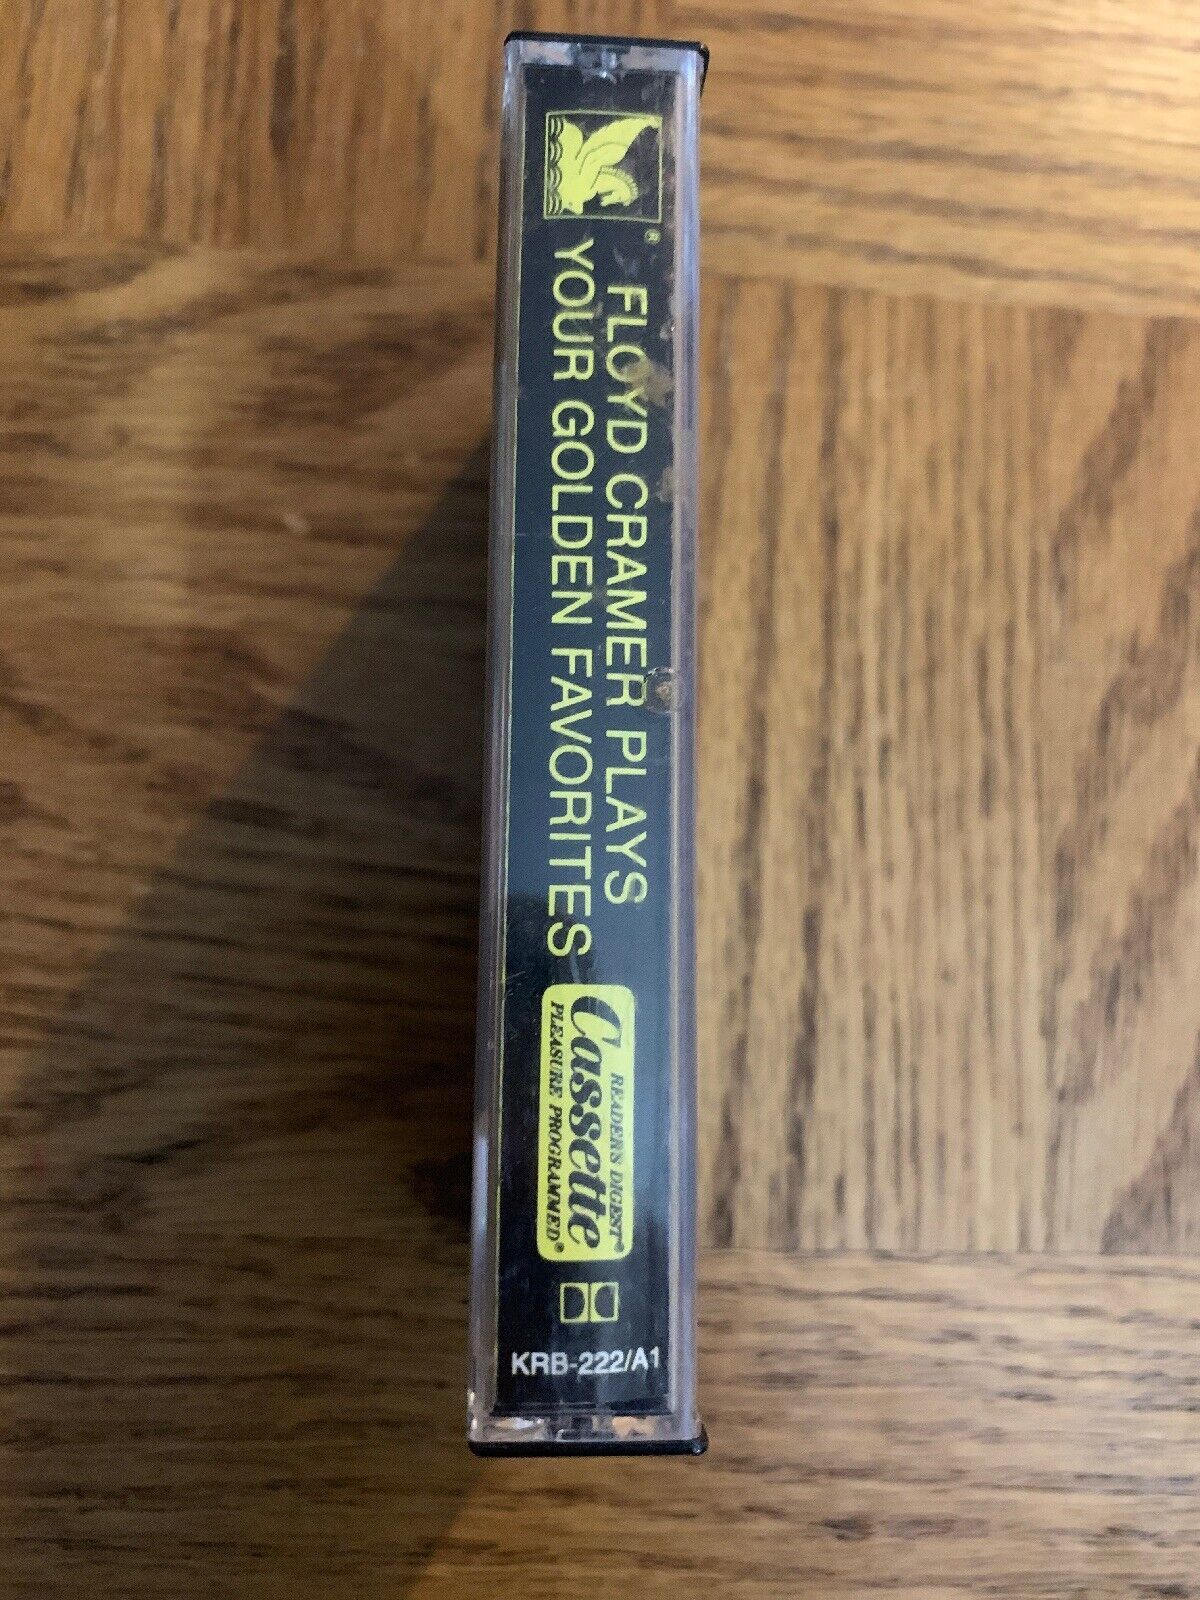 ®
FLOYD CRAMER PLAYS
YOUR GOLDEN FAVORITES
READER'S DIGEST®
Cassette
PLEASURE PROGRAMMED®
KRB-222/A1